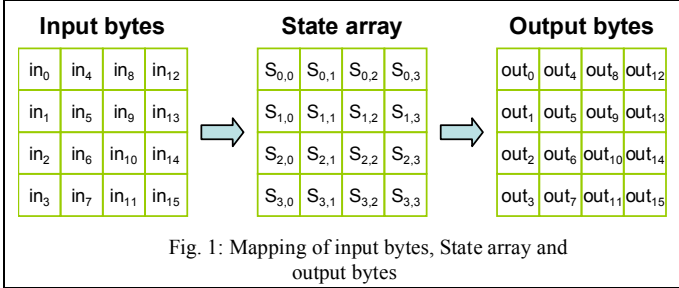 Input bytes State array Output bytes
in0 in4 in8 in12 S0,0 S0,1 S0,2 S0,3 out0 out4 out8 out12
in1 in5 in9 in13 S1,0 S1,1 S1,2 S1,3 out1 out5 out9 out13
in2 in6 in10 in14 S2,0 S2,1 S2,2 S2,3 out2 out6 out10 out14
in3 in7 in11 in15 S3,0 S3,1 S3,2 S3,3 out3 out7 out11 out15
Fig. 1: Mapping of input bytes, State array and
output bytes